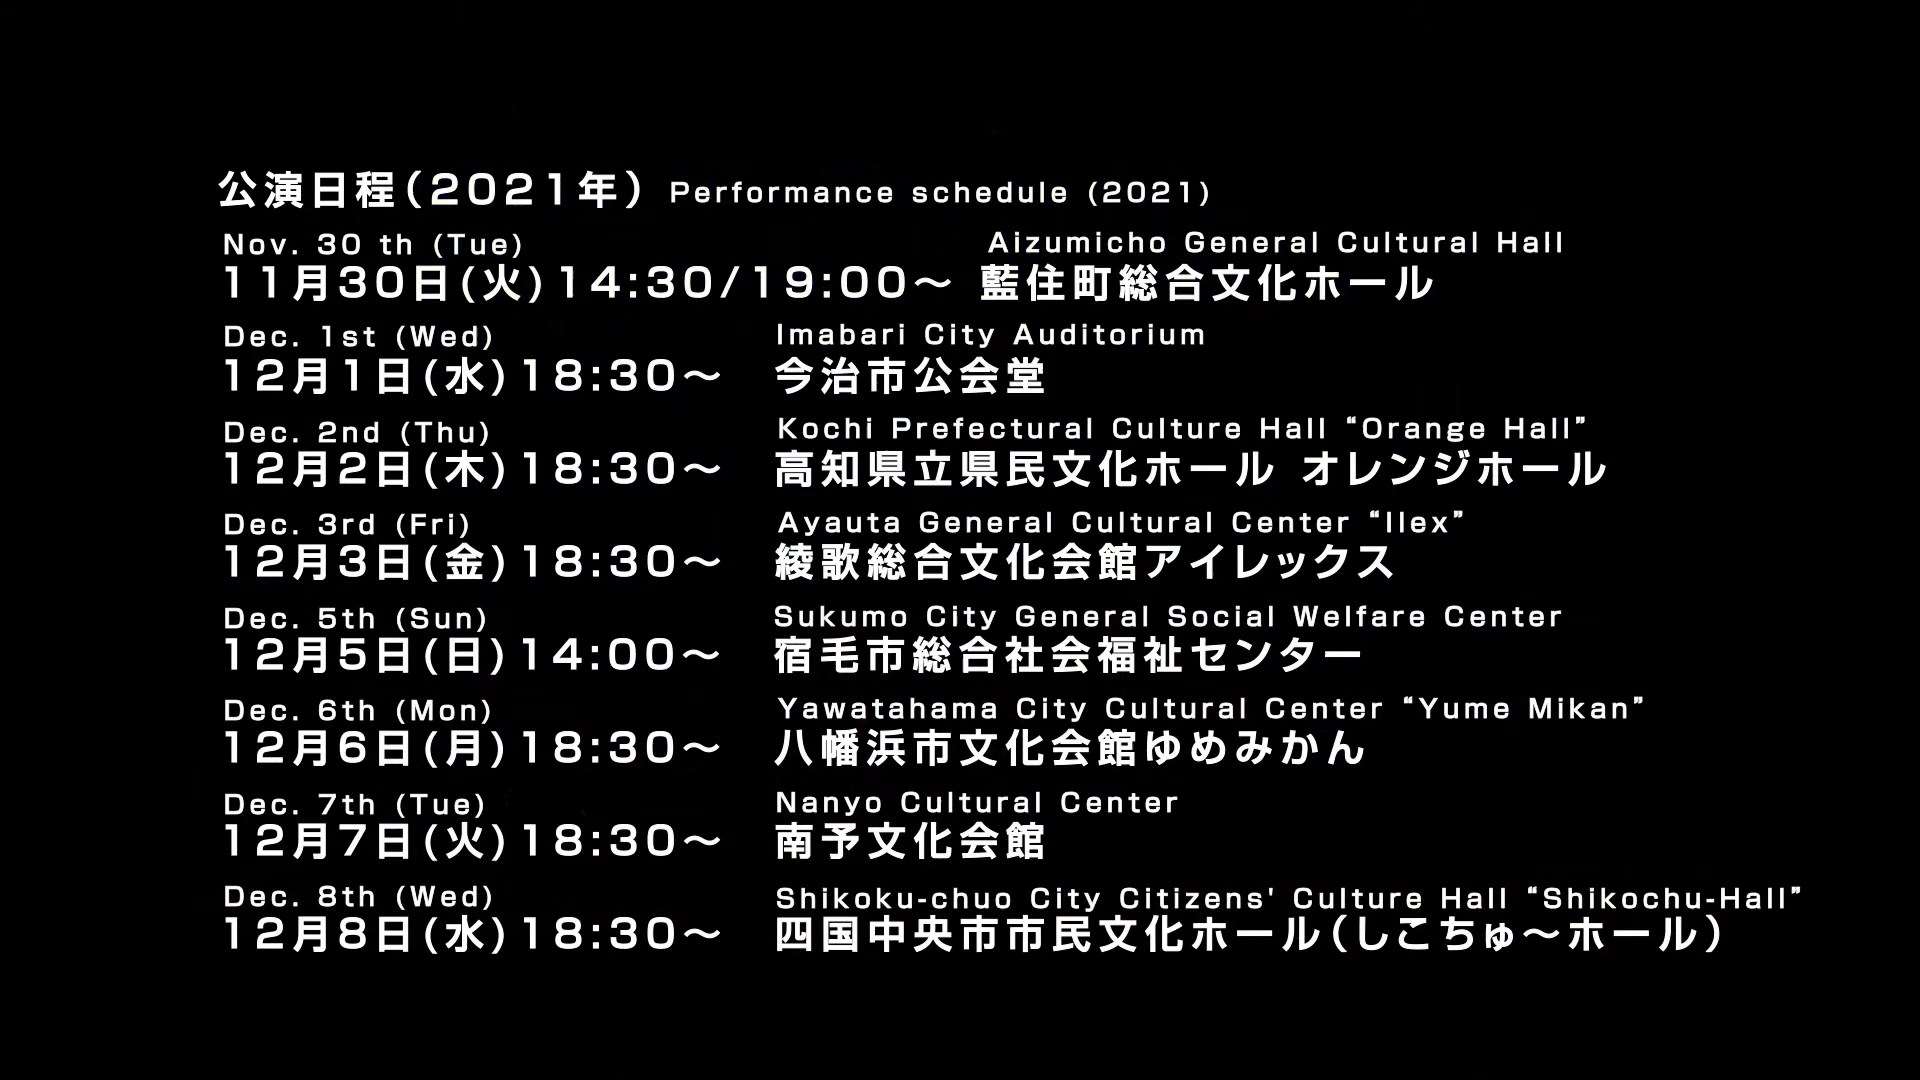 公演日程(2021年) Performance schedule (2021)
Nov. 30 th (Tue) Aizumicho General Cultural Hall
11月30日(火)14:30/19:00～ 藍住町総合文化ホール
Dec. 1st (Wed) Imabari City Auditorium
12月1日(水)18:30～ 今治市公会堂
Dec. 2nd (Thu) Kochi Prefectural Culture Hall “Orange Hall”
12月2日(木)18:30～ 高知県立県民文化ホール オレンジホール
Dec. 3rd (Fri) Ayauta General Cultural Center “Ilex”
12月3日(金)18:30～ 綾歌総合文化会館アイレックス
Dec. 5th (Sun) Sukumo City General Social Welfare Center
12月5日(日)14:00～ 宿毛市総合社会福祉センター
Dec. 6th (Mon) Yawatahama City Cultural Center “Yume Mikan”
12月6日(月)18:30～ 八幡浜市文化会館ゆめみかん
Dec. 7th (Tue) Nanyo Cultural Center
12月7日(火)18:30～ 南予文化会館
Dec. 8th (Wed) Shikoku-chuo City Citizens' Culture Hall “Shikochu-Hall”
12月8日(水)18:30～ 四国中央市市民文化ホール(しこちゅ～ホール)